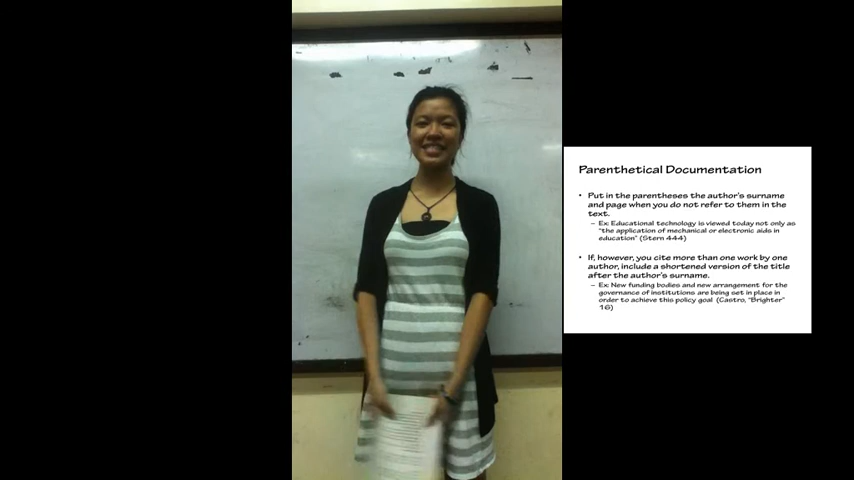 Parenthetical Documentation
• Put in the parentheses the author's surname
and page when you do not refer to them in the
text.
– Ex: Educational technology is viewed today not only as
"the application of mechanical or electronic aids in
education" (Stern 444)
• If, however, you cite more than one work by one
author, include a shortened version of the title
after the author's surname.
– Ex: New funding bodies and new arrangement for the
governance of institutions are being set in place in
order to achieve this policy goal (Castro, "Brighter"
16)